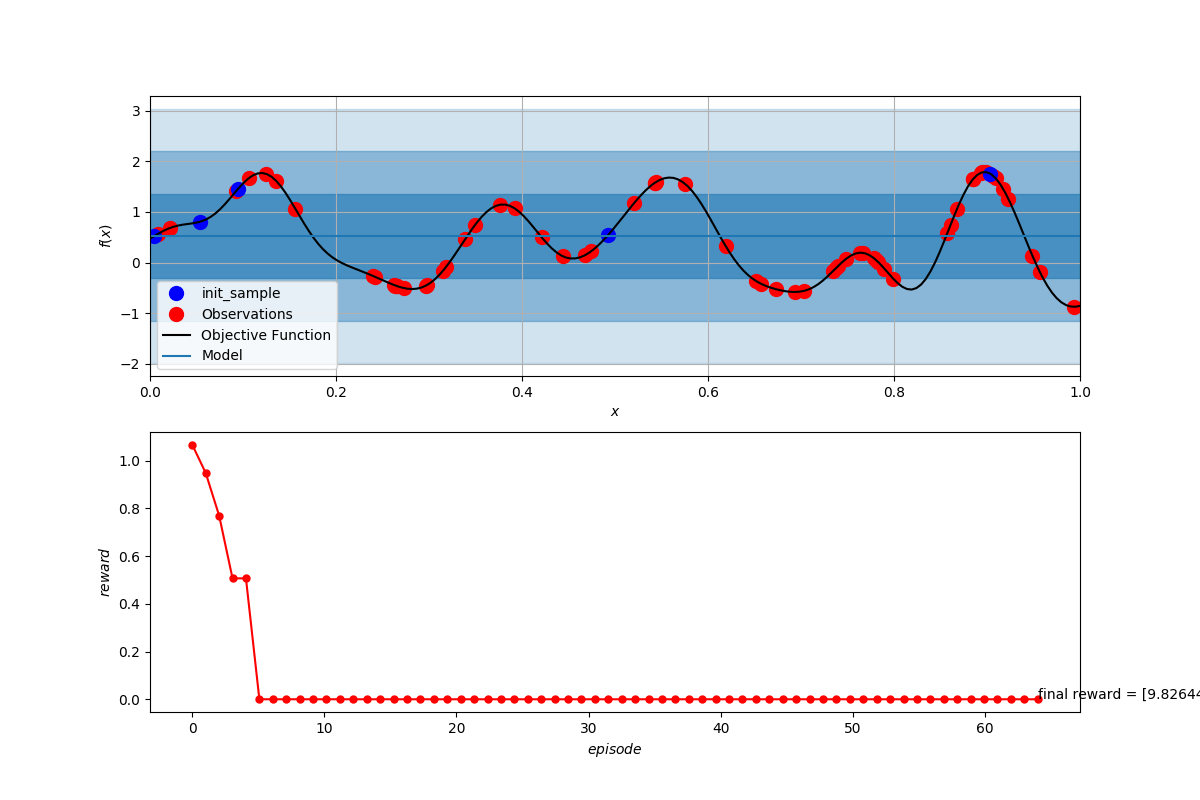 3
2
1
0
−1
−2
f(x)
init_sample
Observations
Objective Function
Model
0.0 0.2 0.4 0.6 0.8 1.0
x
1.0
0.8
0.6
0.4
0.2
0.0
reward
final reward = [9.82644
0 10 20 30 40 50 60
episode